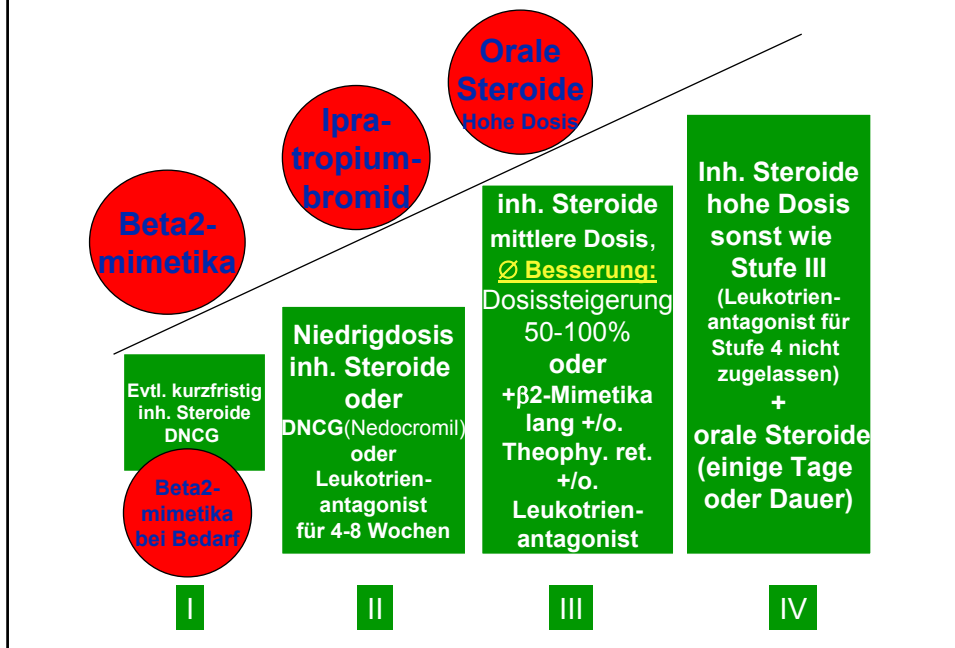 Orale
Steroide
Hohe Dosis
Ipra-
tropium-
bromid
Beta2-
mimetika
Evtl. kurzfristig
inh. Steroide
DNCG
Beta2-
mimetika
bei Bedarf
I
Niedrigdosis
inh. Steroide
oder
DNCG(Nedocromil)
oder
Leukotrien-
antagonist
für 4-8 Wochen
II
inh. Steroide
mittlere Dosis,
∅ Besserung:
Dosissteigerung
50-100%
oder
+β2-Mimetika
lang +/o.
Theophy. ret.
+/o.
Leukotrien-
antagonist
III
Inh. Steroide
hohe Dosis
sonst wie
Stufe III
(Leukotrien-
antagonist für
Stufe 4 nicht
zugelassen)
+
orale Steroide
(einige Tage
oder Dauer)
IV